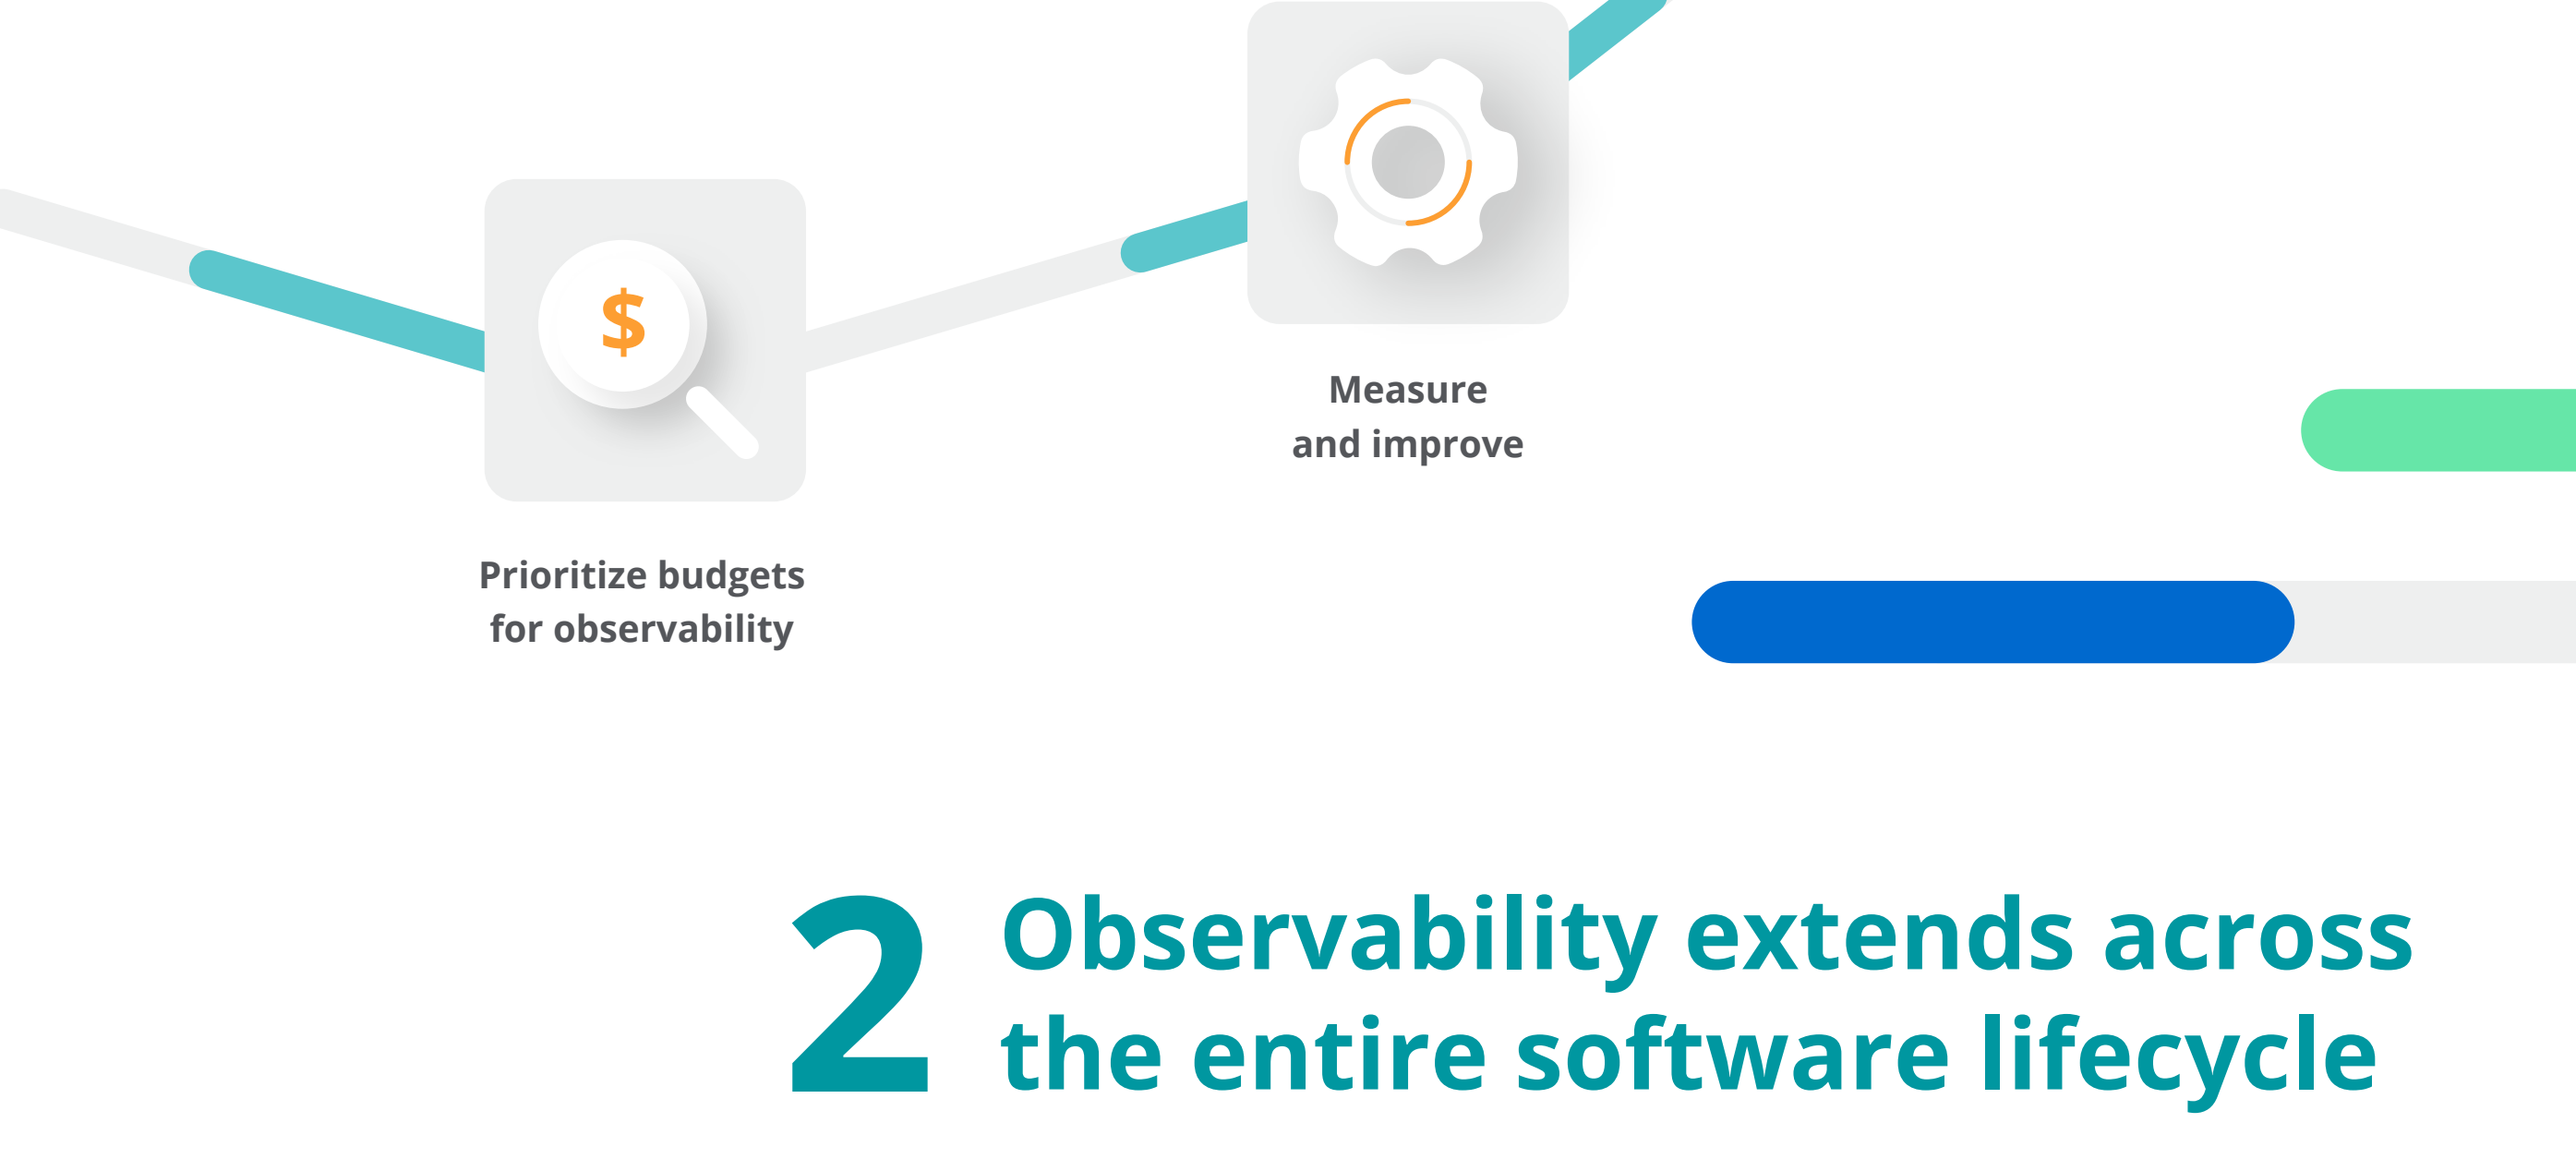 $
Measure
and improve
Prioritize budgets
for observability
2
Observability extends across
the entire software lifecycle